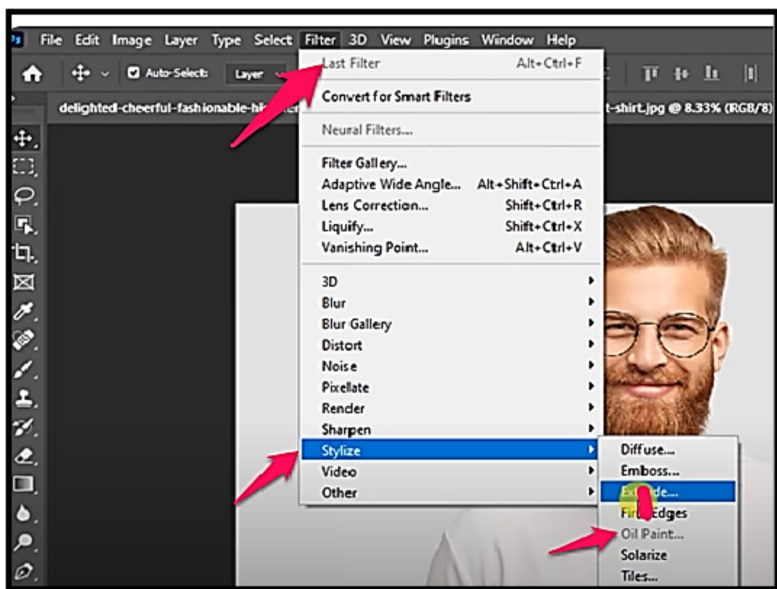 Ps File Edit Image Layer Type Select Filter 3D View Plugins Window Help
Auto-Select: Layer
delighted-cheerful-fashionable- t-shirt.jpg @ 8.33% (RGB/8)
Last Filter Alt+Ctrl+F
Convert for Smart Filters
Neural Filters...
Filter Gallery...
Adaptive Wide Angle... Alt+Shift+Ctrl+A
Lens Correction... Shift+Ctrl+R
Liquify... Shift+Ctrl+X
Vanishing Point... Alt+Ctrl+V
3D
Blur
Blur Gallery
Distort
Noise
Pixelate
Render
Sharpen
Stylize
Video
Other
Diffuse...
Emboss...
Edges
Oil Paint...
Solarize
Tiles...